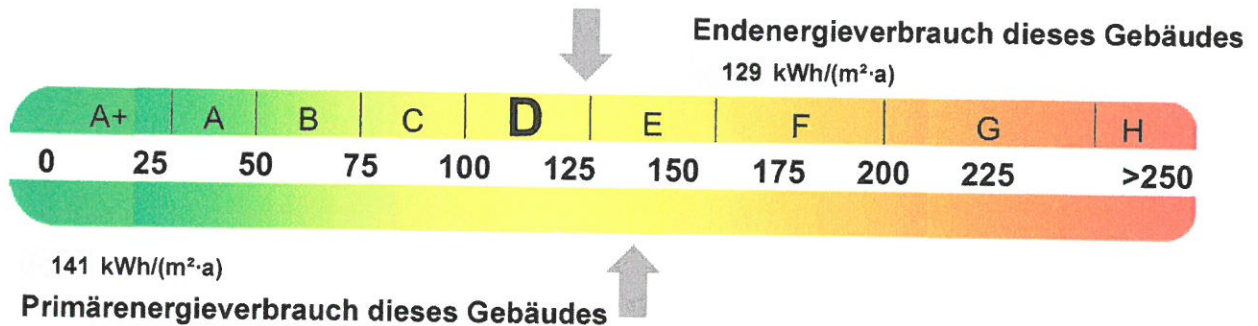 Endenergieverbrauch dieses Gebäudes
129 kWh/(m²·a)
A+ A B C D E F G H
0 25 50 75 100 125 150 175 200 225 >250
141 kWh/(m²·a)
Primärenergieverbrauch dieses Gebäudes